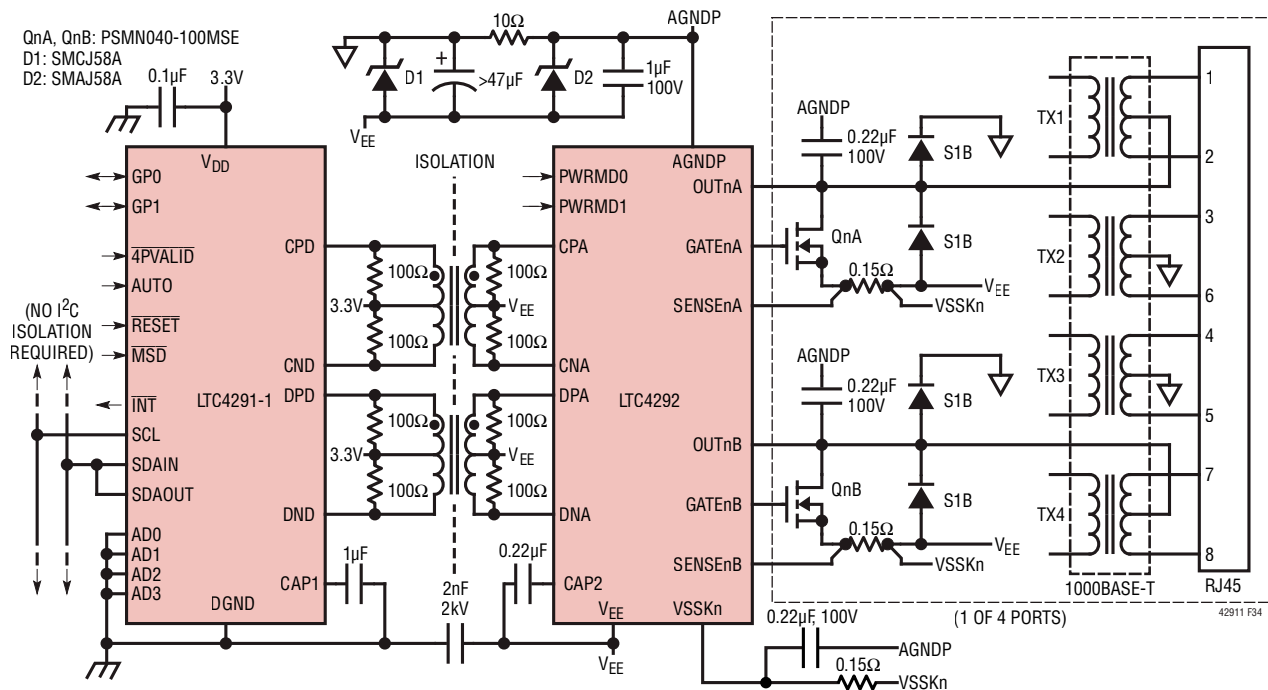 QnA, QnB: PSMN040-100MSE
D1: SMCJ58A
D2: SMAJ58A
0.1µF
3.3V
10Ω
AGNDP
D1
+
>47µF
D2
1µF
100V
VEE
VDD
ISOLATION
AGNDP
GP0
GP1
4PVALID
AUTO
RESET
MSD
INT
SCL
SDAIN
SDAOUT
AD0
AD1
AD2
AD3
(NO I2C
ISOLATION
REQUIRED)
LTC4291-1
CPD
CND
DPD
DND
CAP1
DGND
100Ω
100Ω
3.3V
100Ω
100Ω
VEE
100Ω
100Ω
3.3V
100Ω
100Ω
VEE
1µF
2nF
2kV
0.22µF
PWRMD0
PWRMD1
CPA
CNA
DPA
DNA
CAP2
LTC4292
VEE
VEE
OUTnA
GATEnA
SENSEnA
OUTnB
GATEnB
SENSEnB
VSSKn
AGNDP
0.22µF
100V
S1B
S1B
QnA
0.15Ω
VEE
VSSKn
AGNDP
0.22µF
100V
S1B
S1B
QnB
0.15Ω
VEE
VSSKn
0.22µF, 100V
AGNDP
0.15Ω
VSSKn
TX1
TX2
TX3
TX4
1
2
3
6
4
5
7
8
1000BASE-T
RJ45
(1 OF 4 PORTS)
42911 F34